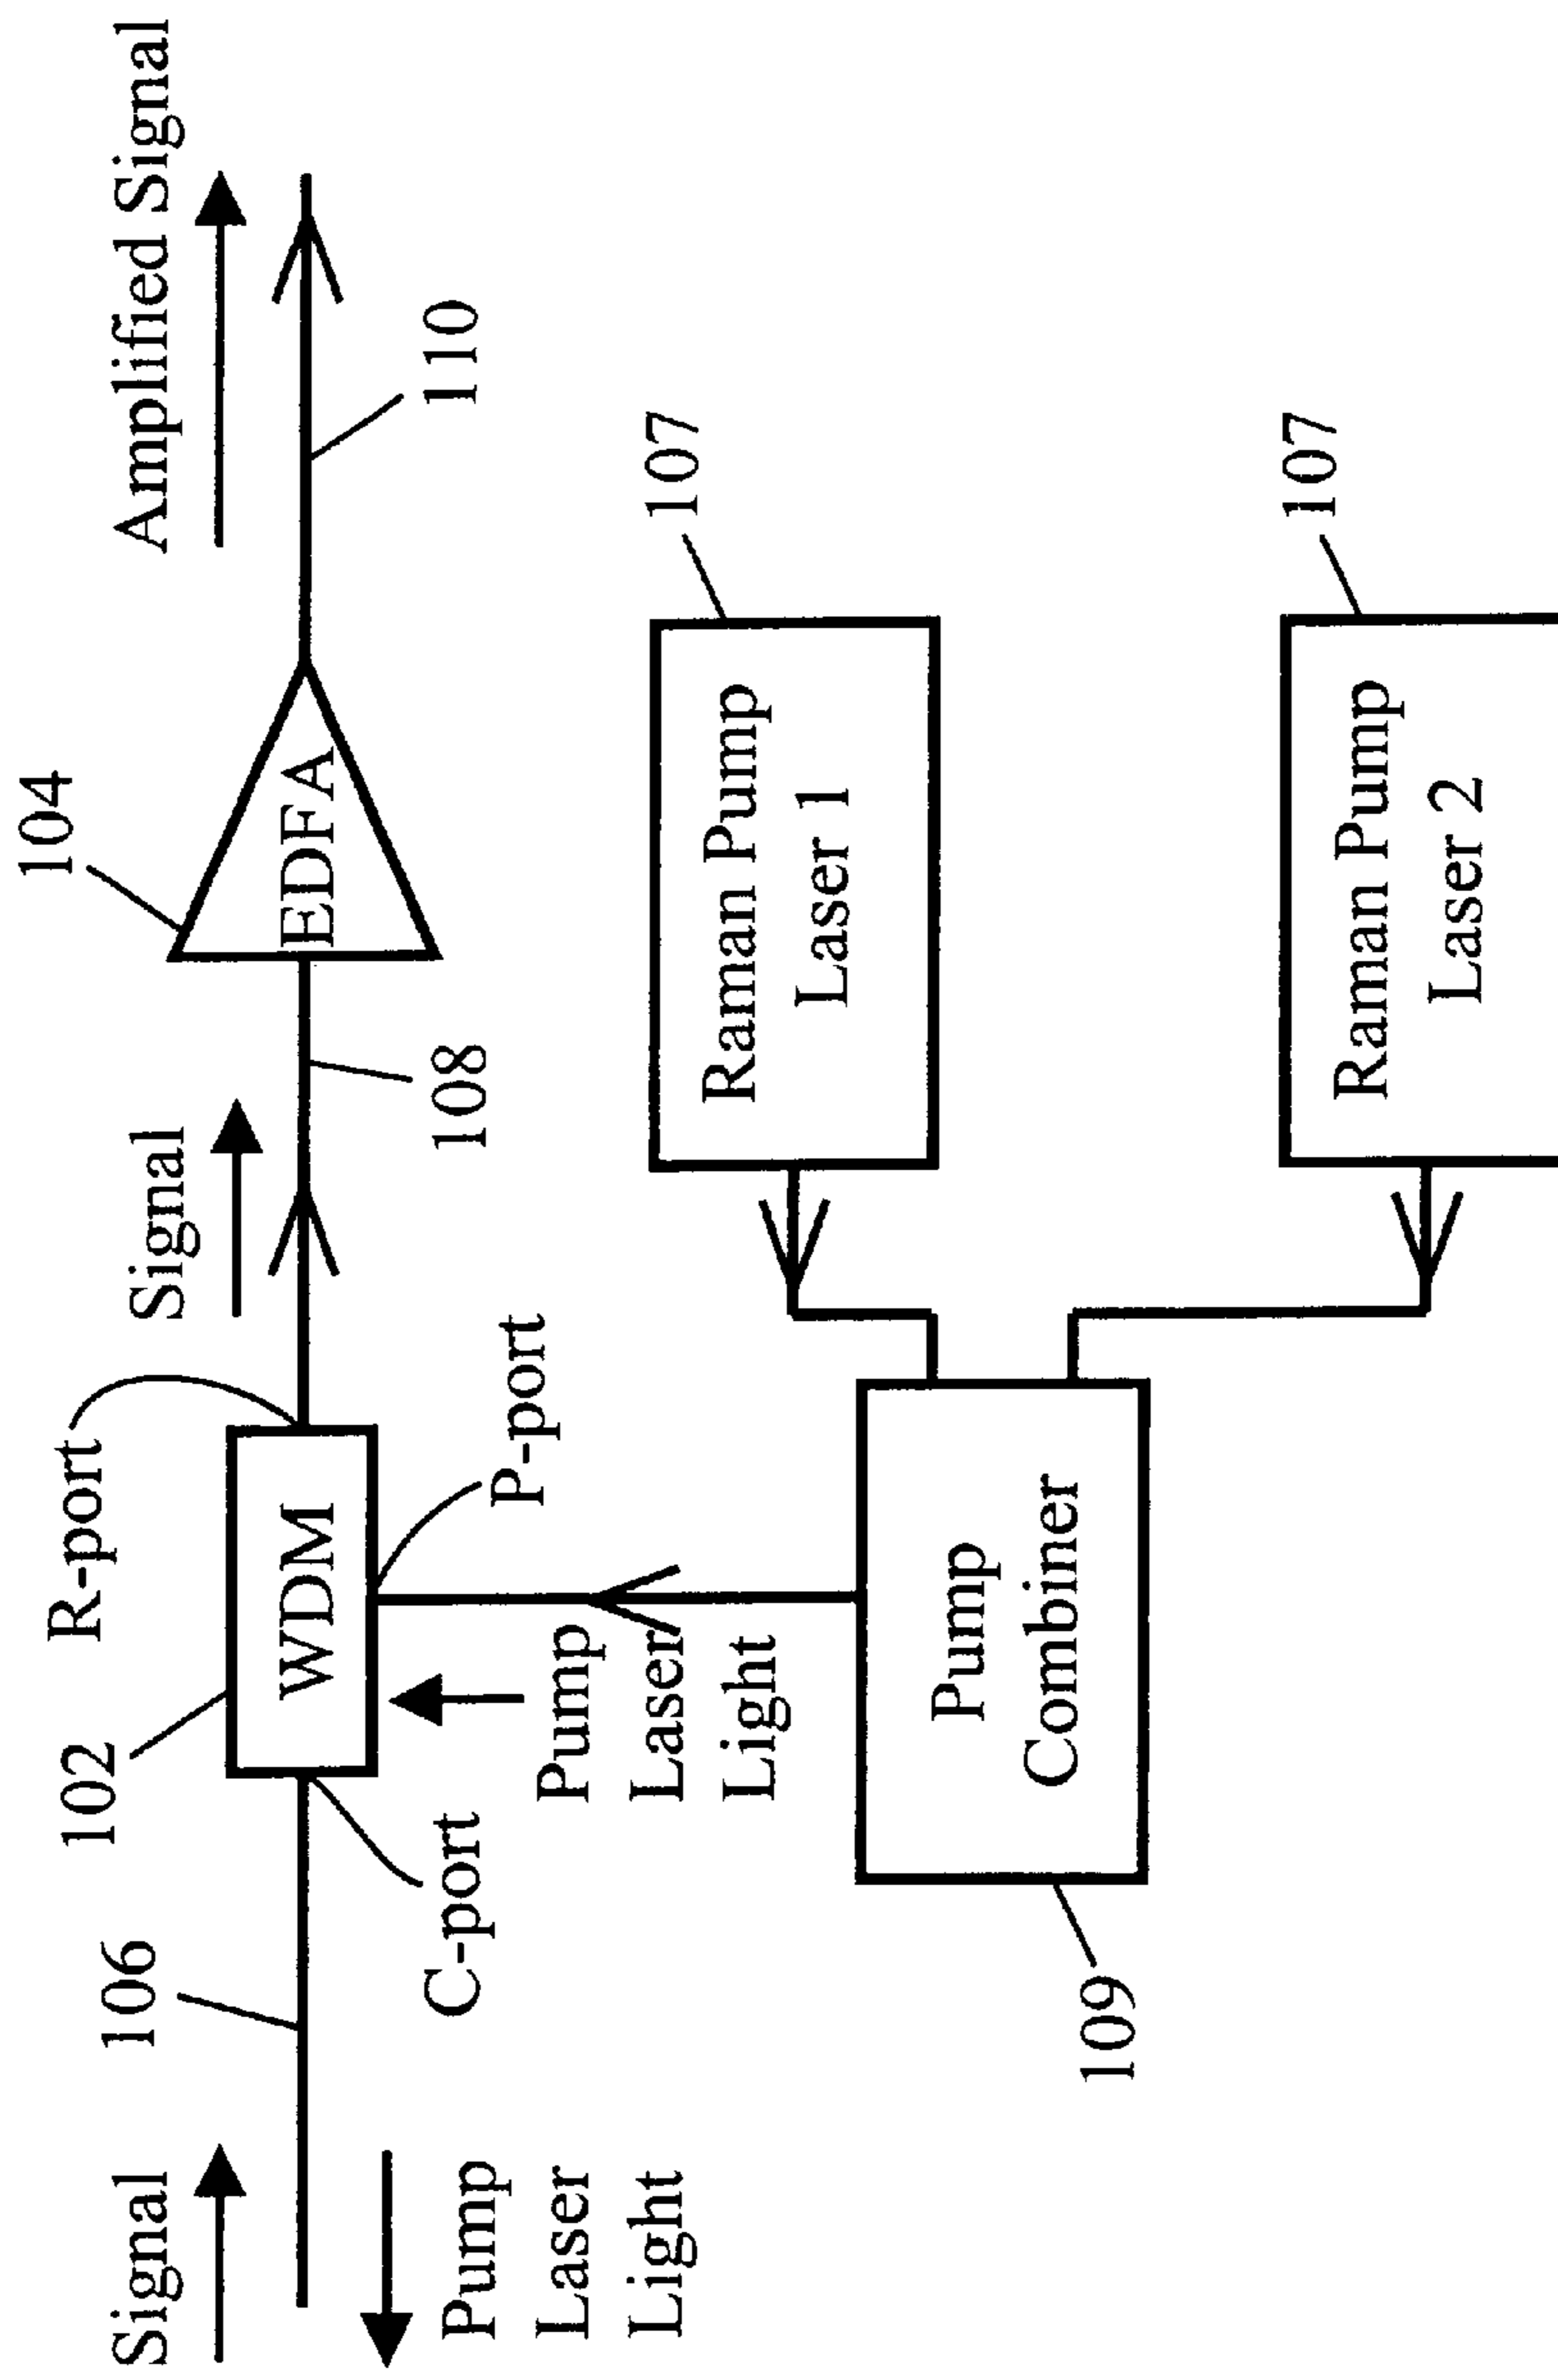 Signal
106
102
R-port
Signal
104
Amplified Signal
WDM
EDFA
108
110
Pump
Laser
Light
C-port
P-port
Pump
Laser
Light
107
Raman Pump
Laser 1
Pump
Combiner
109
107
Raman Pump
Laser 2